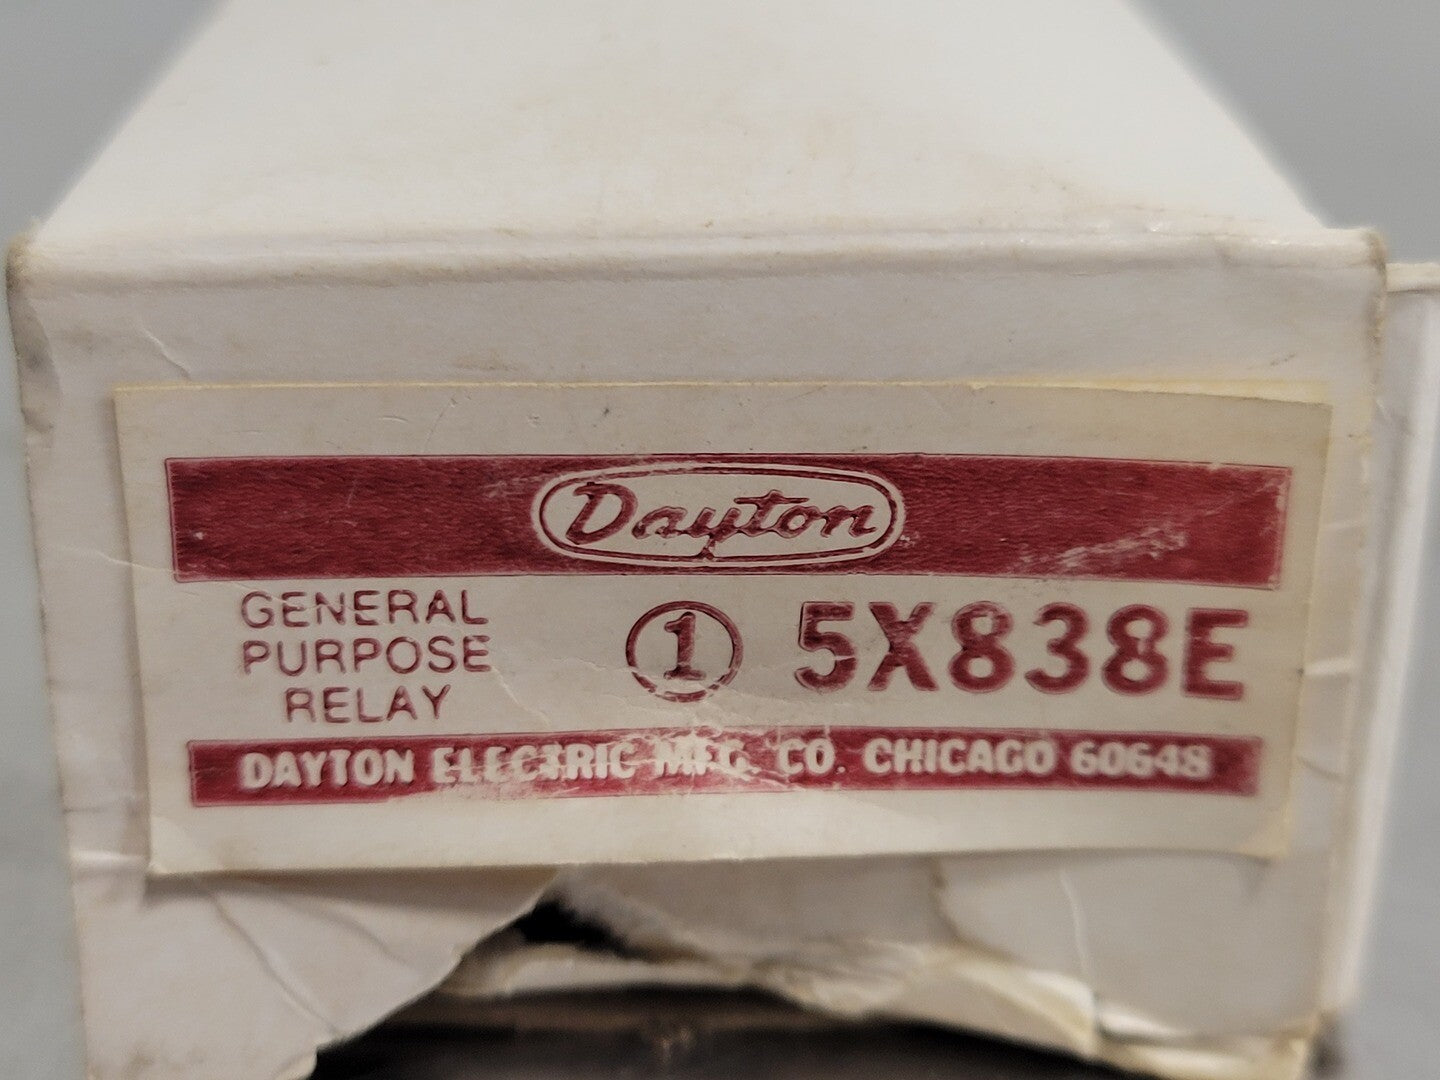 Dayton
GENERAL
PURPOSE
RELAY
1 5X838E
DAYTON ELECTRIC MFG. CO. CHICAGO 60648